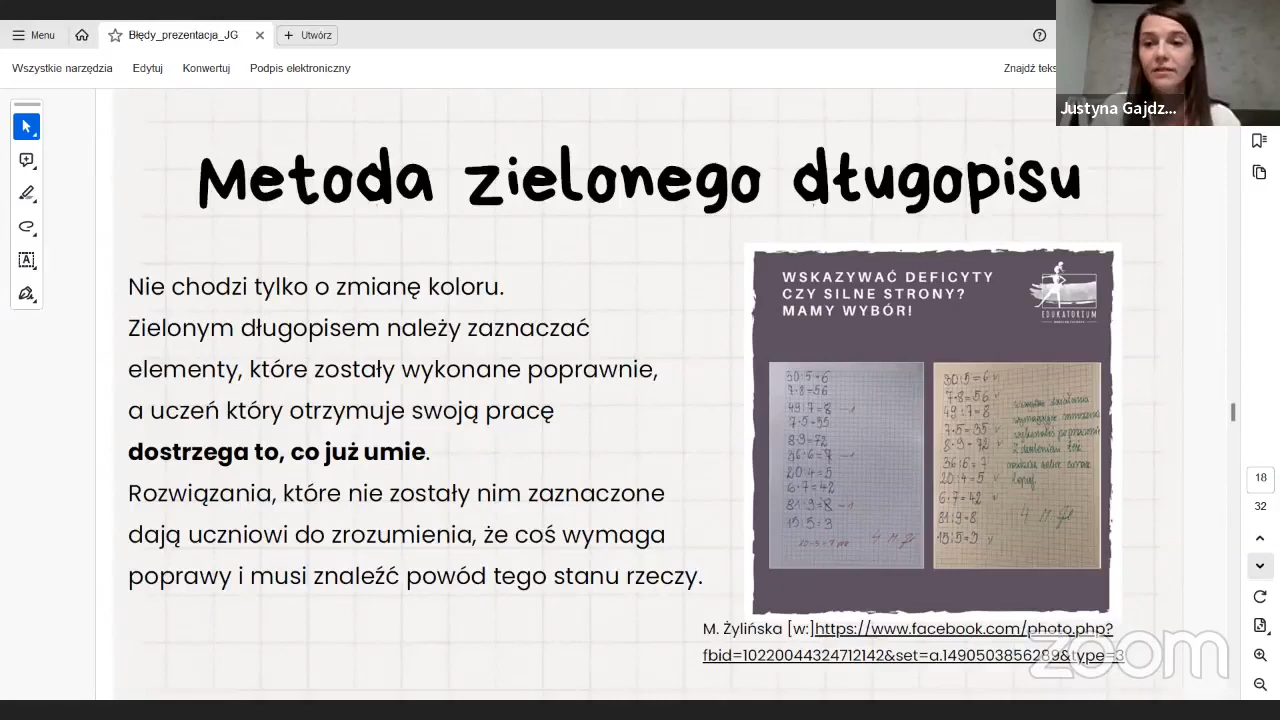 Menu
Błędy_prezentacja_JG
Utwórz
Wszystkie narzędzia
Edytuj
Konwertuj
Podpis elektroniczny
Znajdź teks
Justyna Gajdz...
Metoda zielonego długopisu
Nie chodzi tylko o zmianę koloru.
Zielonym długopisem należy zaznaczać
elementy, które zostały wykonane poprawnie,
a uczeń który otrzymuje swoją pracę
dostrzega to, co już umie.
Rozwiązania, które nie zostały nim zaznaczone
dają uczniowi do zrozumienia, że coś wymaga
poprawy i musi znaleźć powód tego stanu rzeczy.
WSKAZYWAĆ DEFICYTY
CZY SILNE STRONY?
MAMY WYBÓR!
EDUKATORIUM
30:5=6
7·8=56
49:7=8 -1
7·5=35
8·9=72
36:6=7 -1
20:4=5
6·7=42
81:9=8 -1
15:5=3
30:5=6
7·8=56
49:7=8
7·5=35
8·9=72
36:6=7
20:4=5
6·7=42
81:9=8
15:5=3
M. Żylińska [w:]https://www.facebook.com/photo.php?
fbid=10220044324712142&set=a.1490503856289&type=3
zoom
18
32